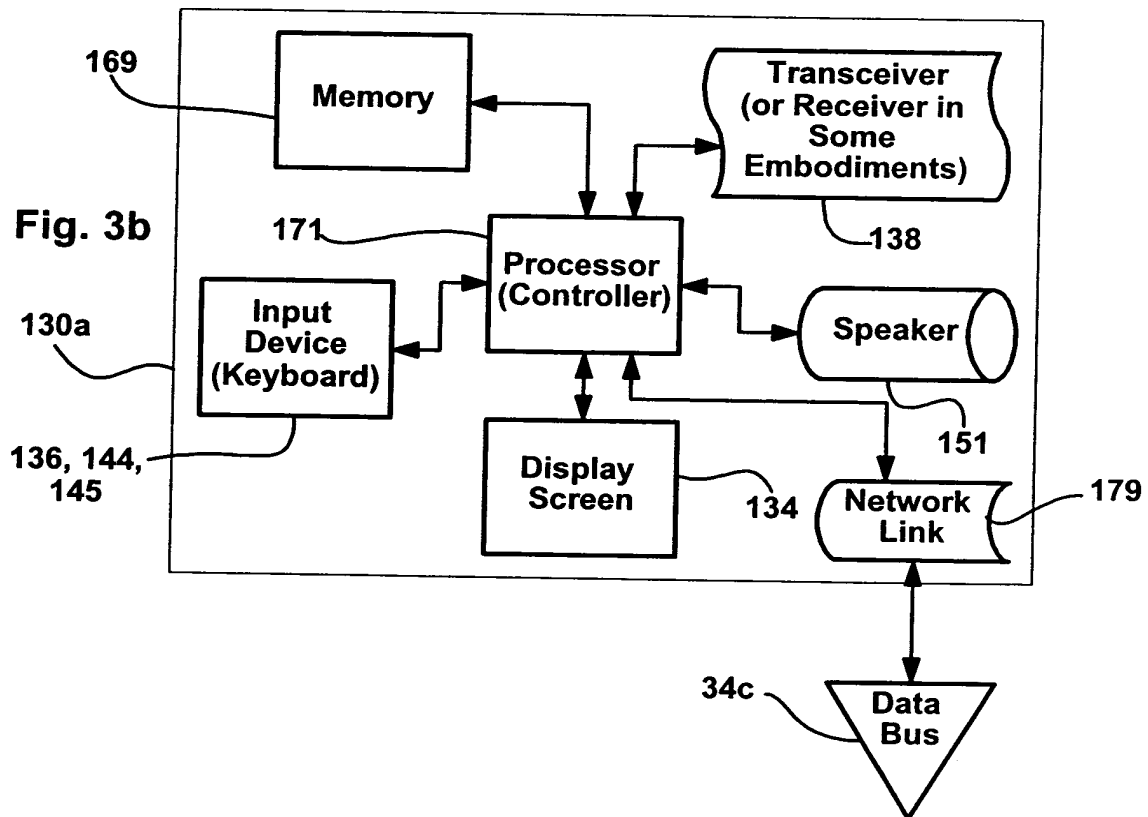 169
Memory
Transceiver
(or Receiver in
Some
Embodiments)
138
Fig. 3b
171
Processor
(Controller)
Speaker
151
130a
Input
Device
(Keyboard)
136, 144,
145
Display
Screen
134
Network
Link
179
34c
Data
Bus